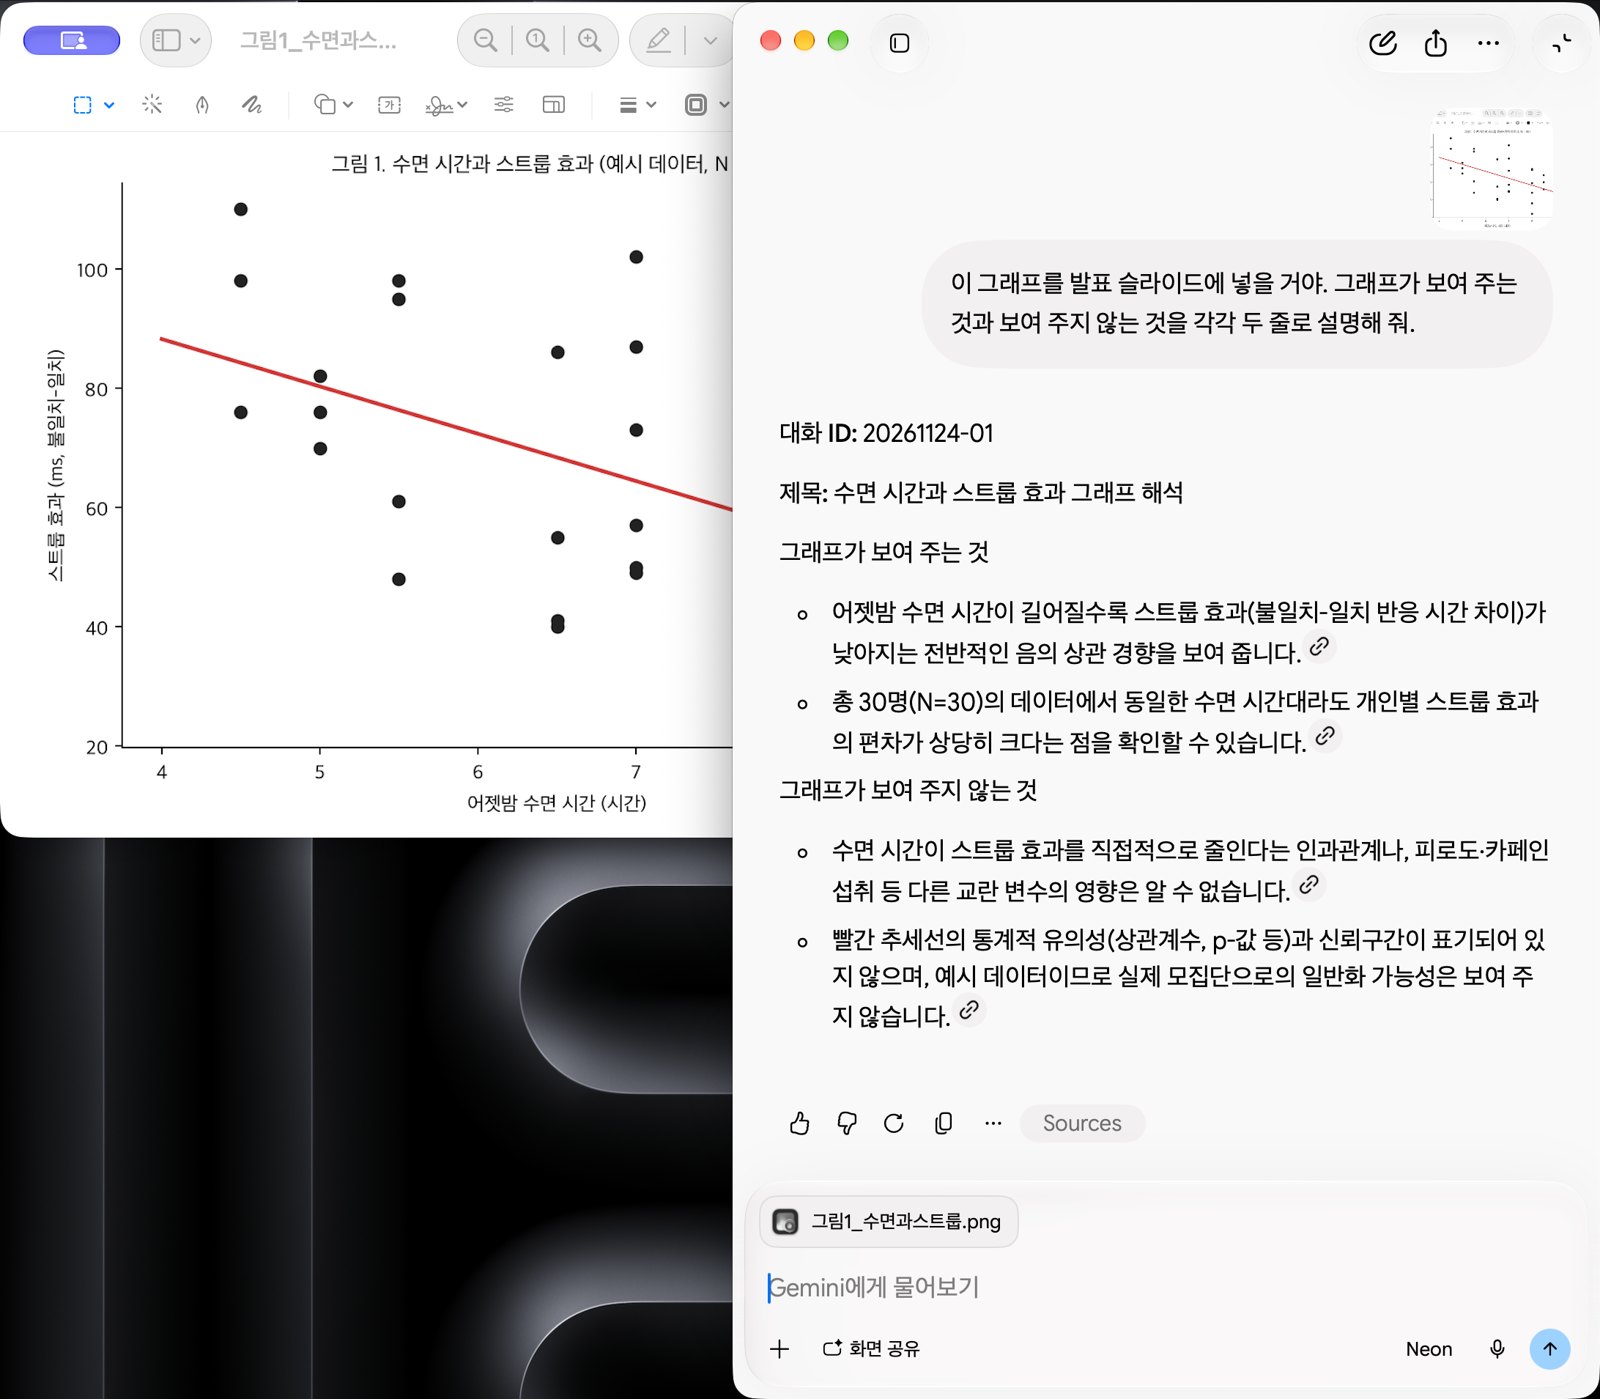 그림1_수면과스...
그림 1. 수면 시간과 스트룹 효과 (예시 데이터, N
스트룹 효과 (ms, 불일치-일치)
100
80
60
40
20
4
5
6
7
어젯밤 수면 시간 (시간)
이 그래프를 발표 슬라이드에 넣을 거야. 그래프가 보여 주는
것과 보여 주지 않는 것을 각각 두 줄로 설명해 줘.
대화 ID: 20261124-01
제목: 수면 시간과 스트룹 효과 그래프 해석
그래프가 보여 주는 것
어젯밤 수면 시간이 길어질수록 스트룹 효과(불일치-일치 반응 시간 차이)가
낮아지는 전반적인 음의 상관 경향을 보여 줍니다.
총 30명(N=30)의 데이터에서 동일한 수면 시간대라도 개인별 스트룹 효과
의 편차가 상당히 크다는 점을 확인할 수 있습니다.
그래프가 보여 주지 않는 것
수면 시간이 스트룹 효과를 직접적으로 줄인다는 인과관계나, 피로도·카페인
섭취 등 다른 교란 변수의 영향은 알 수 없습니다.
빨간 추세선의 통계적 유의성(상관계수, p-값 등)과 신뢰구간이 표기되어 있
지 않으며, 예시 데이터이므로 실제 모집단으로의 일반화 가능성은 보여 주
지 않습니다.
Sources
그림1_수면과스트룹.png
Gemini에게 물어보기
화면 공유
Neon